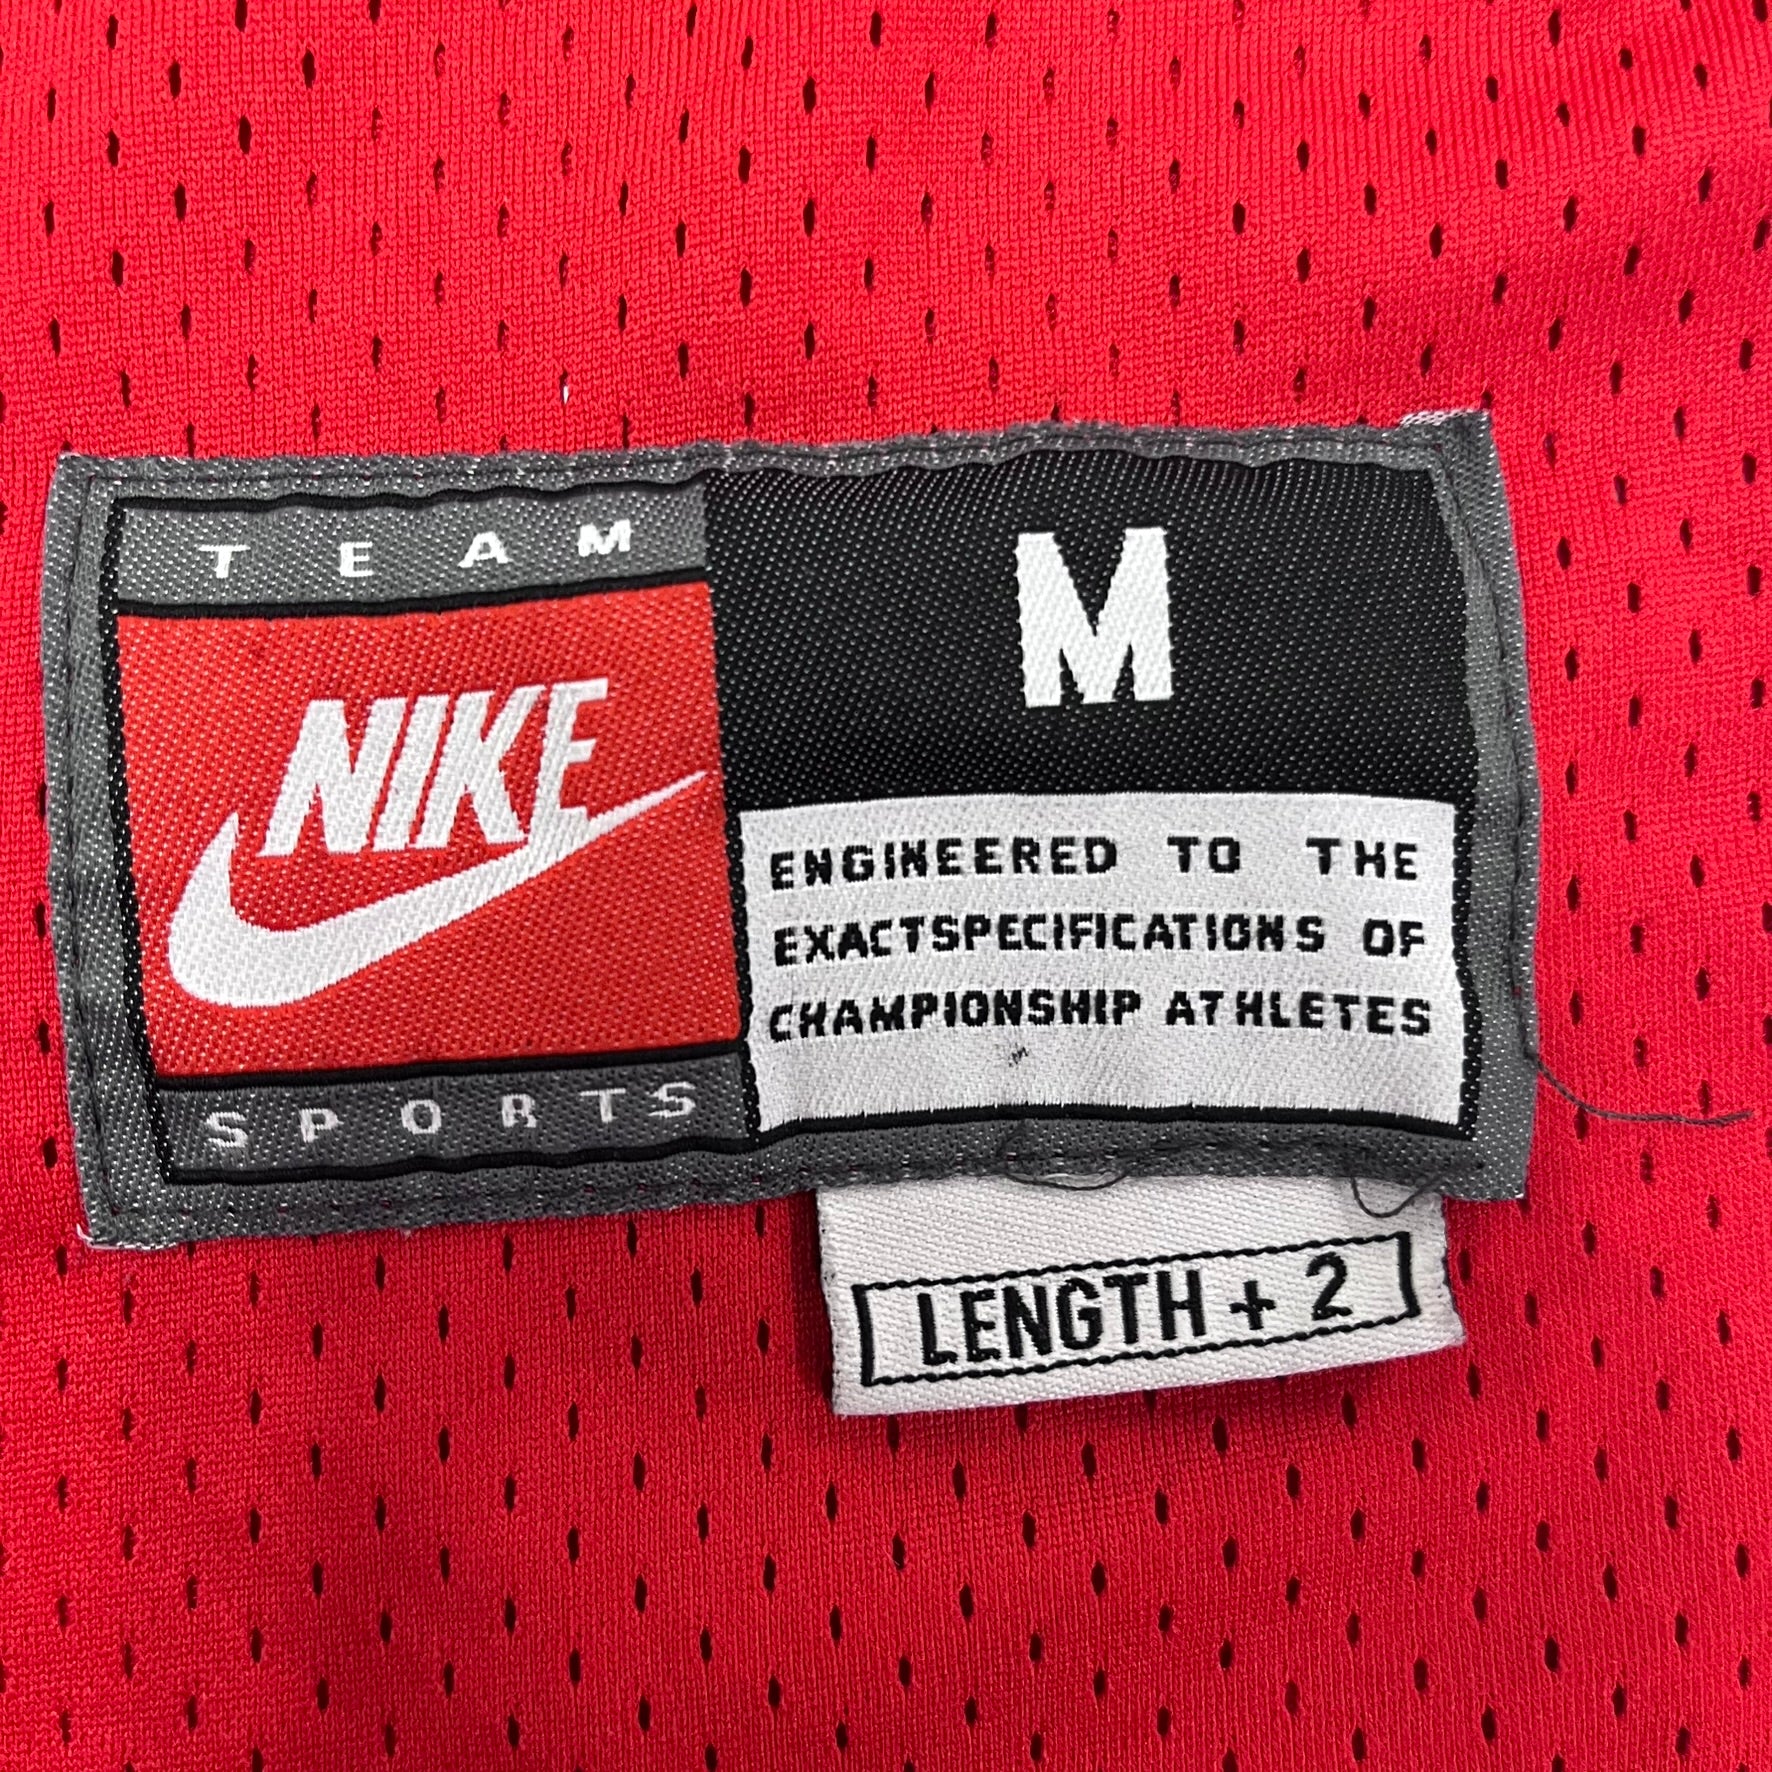 TEAM
NIKE
SPORTS
M
ENGINEERED TO THE
EXACTSPECIFICATIONS OF
CHAMPIONSHIP ATHLETES
LENGTH + 2